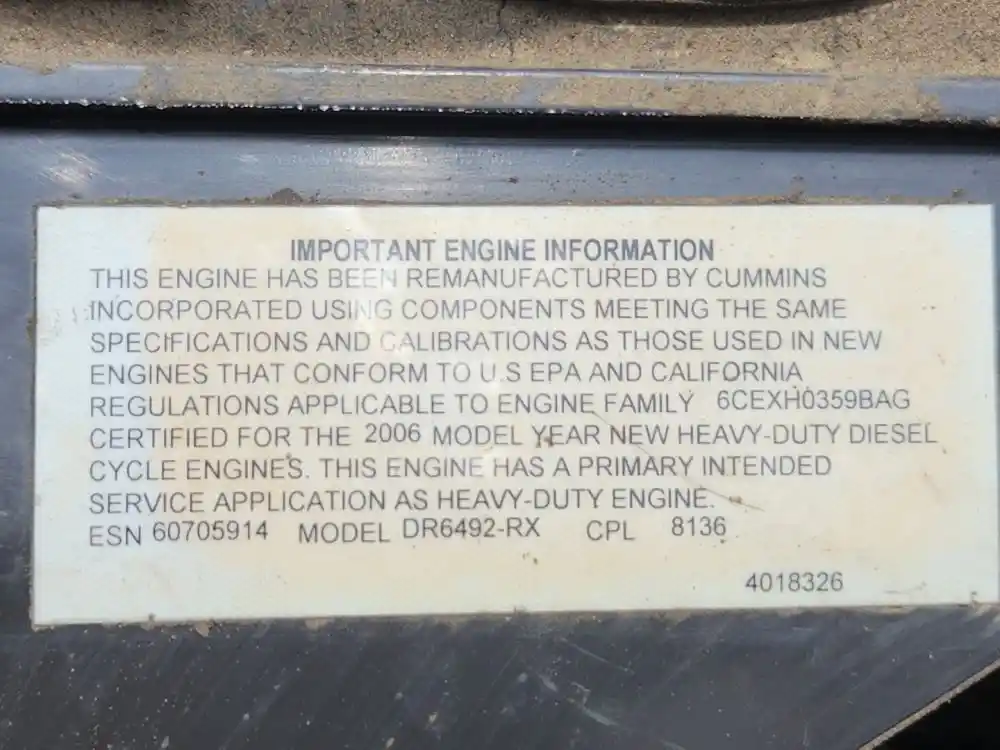 IMPORTANT ENGINE INFORMATION
THIS ENGINE HAS BEEN REMANUFACTURED BY CUMMINS
INCORPORATED USING COMPONENTS MEETING THE SAME
SPECIFICATIONS AND CALIBRATIONS AS THOSE USED IN NEW
ENGINES THAT CONFORM TO U.S EPA AND CALIFORNIA
REGULATIONS APPLICABLE TO ENGINE FAMILY 6CEXH0359BAG
CERTIFIED FOR THE 2006 MODEL YEAR NEW HEAVY-DUTY DIESEL
CYCLE ENGINES. THIS ENGINE HAS A PRIMARY INTENDED
SERVICE APPLICATION AS HEAVY-DUTY ENGINE.
ESN 60705914 MODEL DR6492-RX CPL 8136
4018326